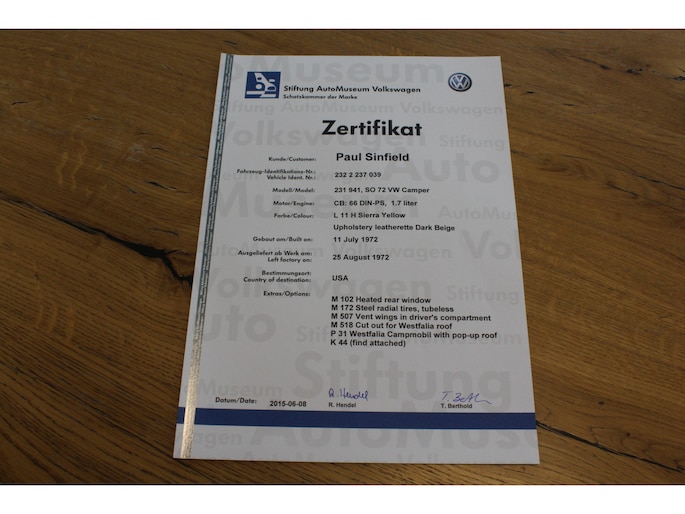 Stiftung AutoMuseum Volkswagen
Schatzkammer der Marke
Zertifikat
Kunde/Customer: Paul Sinfield
Fahrzeug-Identifikations-Nr.:
Vehicle Ident. Nr.: 232 2 237 039
Modell/Model: 231 941, SO 72 VW Camper
Motor/Engine: CB: 66 DIN-PS, 1.7 liter
Farbe/Colour: L 11 H Sierra Yellow
Upholstery leatherette Dark Beige
Gebaut am/Built on: 11 July 1972
Ausgeliefert ab Werk am:
Left factory on: 25 August 1972
Bestimmungsort:
Country of destination: USA
Extras/Options:
M 102 Heated rear window
M 172 Steel radial tires, tubeless
M 507 Vent wings in driver's compartment
M 518 Cut out for Westfalia roof
P 31 Westfalia Campmobil with pop-up roof
K 44 (find attached)
Datum/Date: 2015-06-08
R. Hendel
T. Berthold